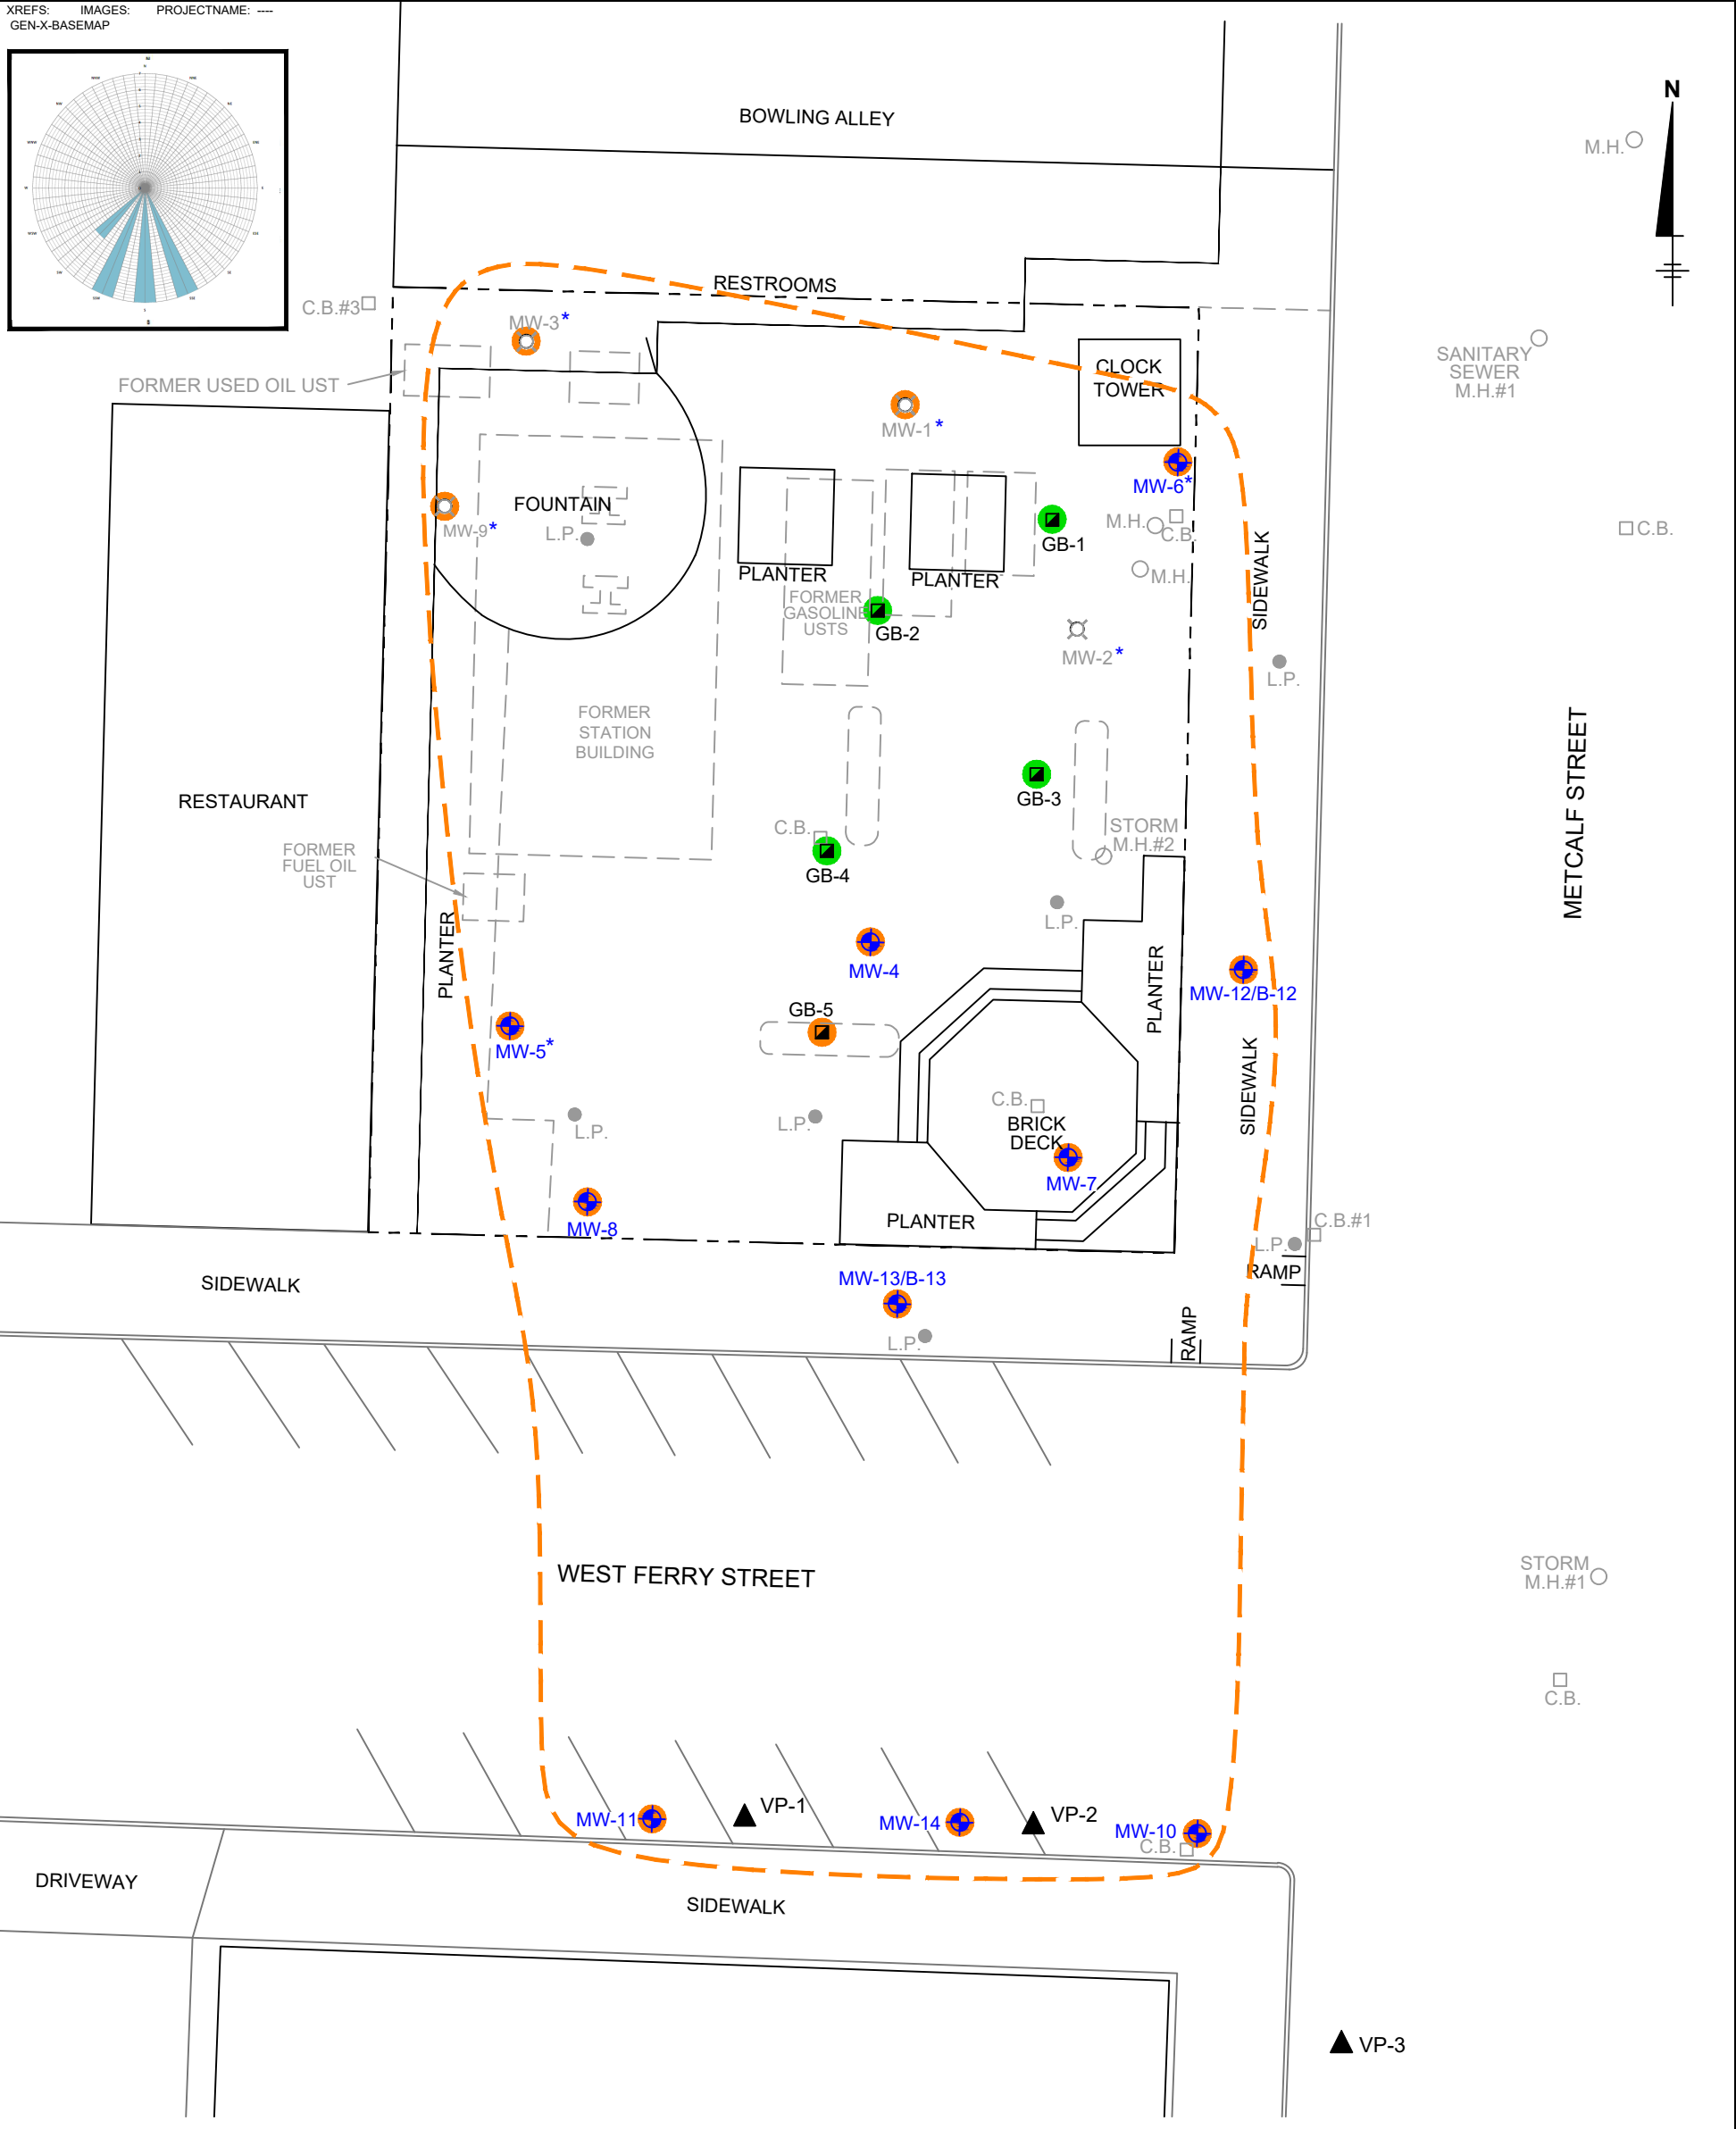 XREFS: IMAGES: PROJECTNAME: ----
GEN-X-BASEMAP
N
BOWLING ALLEY
M.H.
RESTROOMS
C.B.#3
MW-3*
SANITARY
SEWER
M.H.#1
CLOCK
TOWER
FORMER USED OIL UST
MW-1*
MW-6*
FOUNTAIN
MW-9*
L.P.
M.H.
C.B.
C.B.
GB-1
SIDEWALK
PLANTER
PLANTER
M.H.
FORMER
GASOLINE
USTS
GB-2
MW-2*
L.P.
FORMER
STATION
BUILDING
METCALF STREET
RESTAURANT
GB-3
C.B.
STORM
M.H.#2
FORMER
FUEL OIL
UST
GB-4
L.P.
PLANTER
MW-4
PLANTER
MW-12/B-12
GB-5
MW-5*
SIDEWALK
C.B.
BRICK
DECK
L.P.
L.P.
MW-7
MW-8
PLANTER
C.B.#1
L.P.
RAMP
SIDEWALK
MW-13/B-13
RAMP
L.P.
WEST FERRY STREET
STORM
M.H.#1
C.B.
MW-11
VP-1
MW-14
VP-2
MW-10
C.B.
DRIVEWAY
SIDEWALK
VP-3